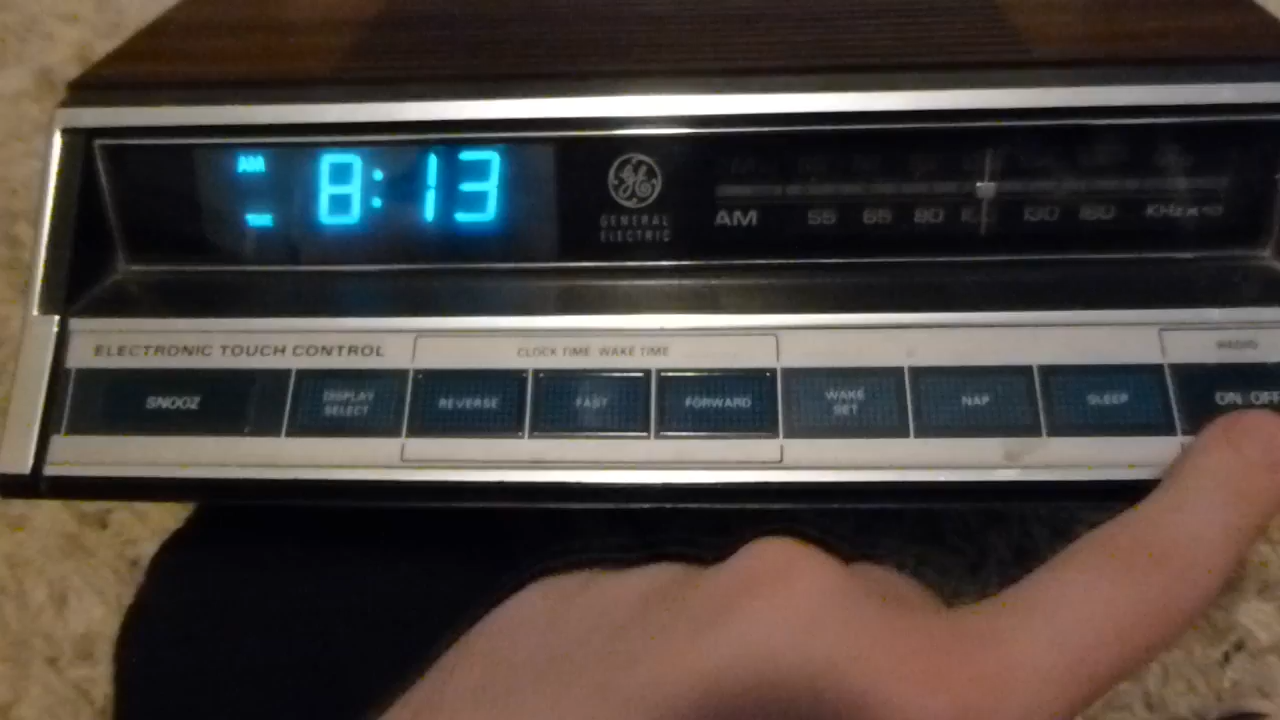 AM
8:13
GENERAL
ELECTRIC
AM 55 65 80 130 160
ELECTRONIC TOUCH CONTROL
CLOCK TIME WAKE TIME
RADIO
SNOOZ
DISPLAY
SELECT
REVERSE
FAST
FORWARD
WAKE
SET
NAP
SLEEP
ON OFF